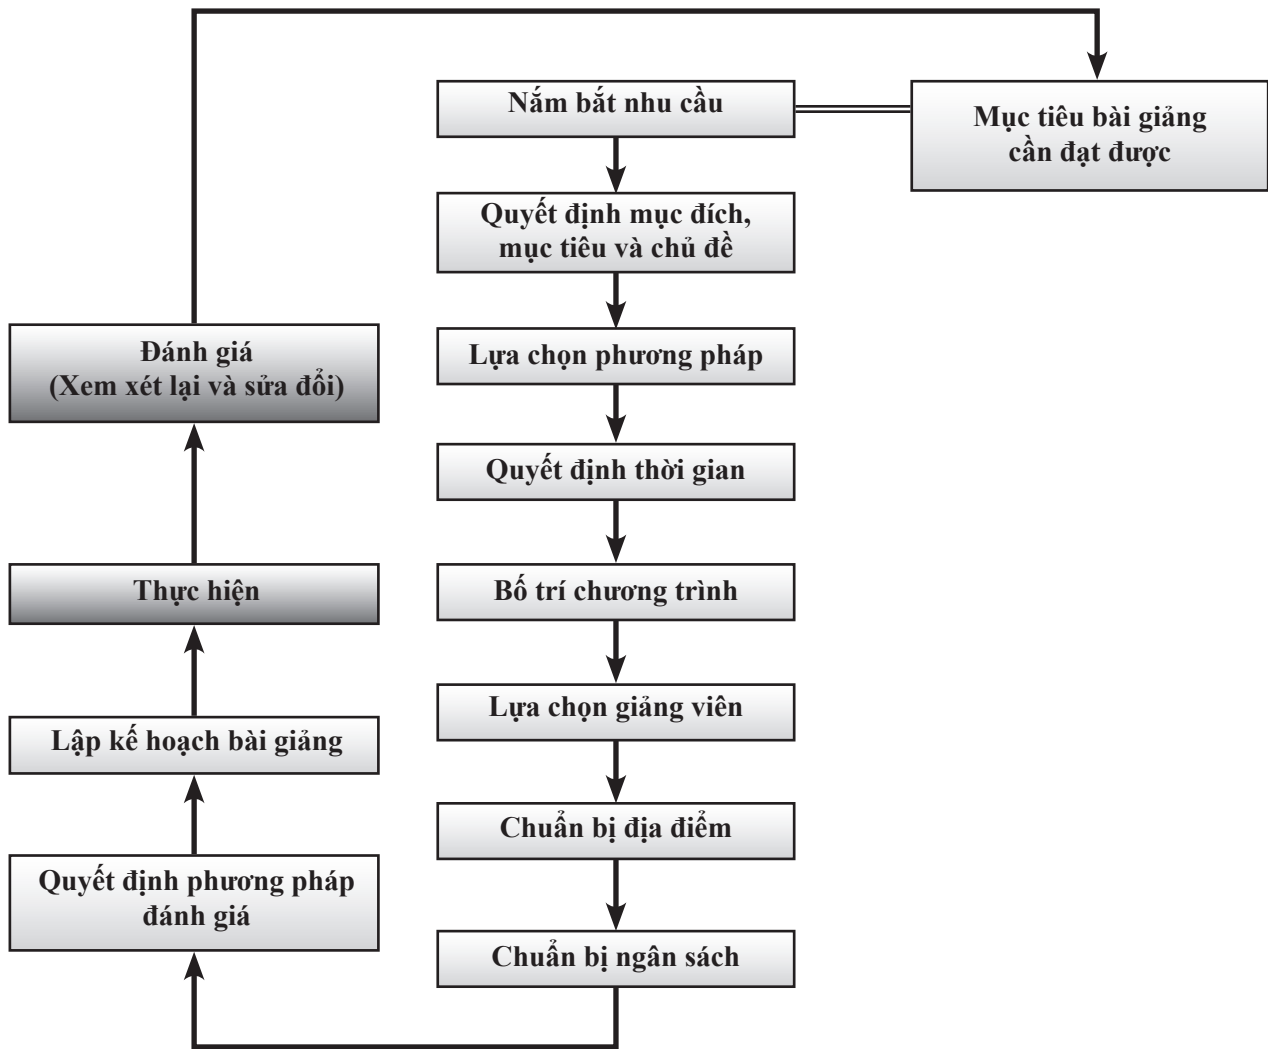 Nắm bắt nhu cầu
Mục tiêu bài giảng
cần đạt được
Quyết định mục đích,
mục tiêu và chủ đề
Lựa chọn phương pháp
Quyết định thời gian
Bố trí chương trình
Lựa chọn giảng viên
Chuẩn bị địa điểm
Chuẩn bị ngân sách
Quyết định phương pháp
đánh giá
Lập kế hoạch bài giảng
Thực hiện
Đánh giá
(Xem xét lại và sửa đổi)